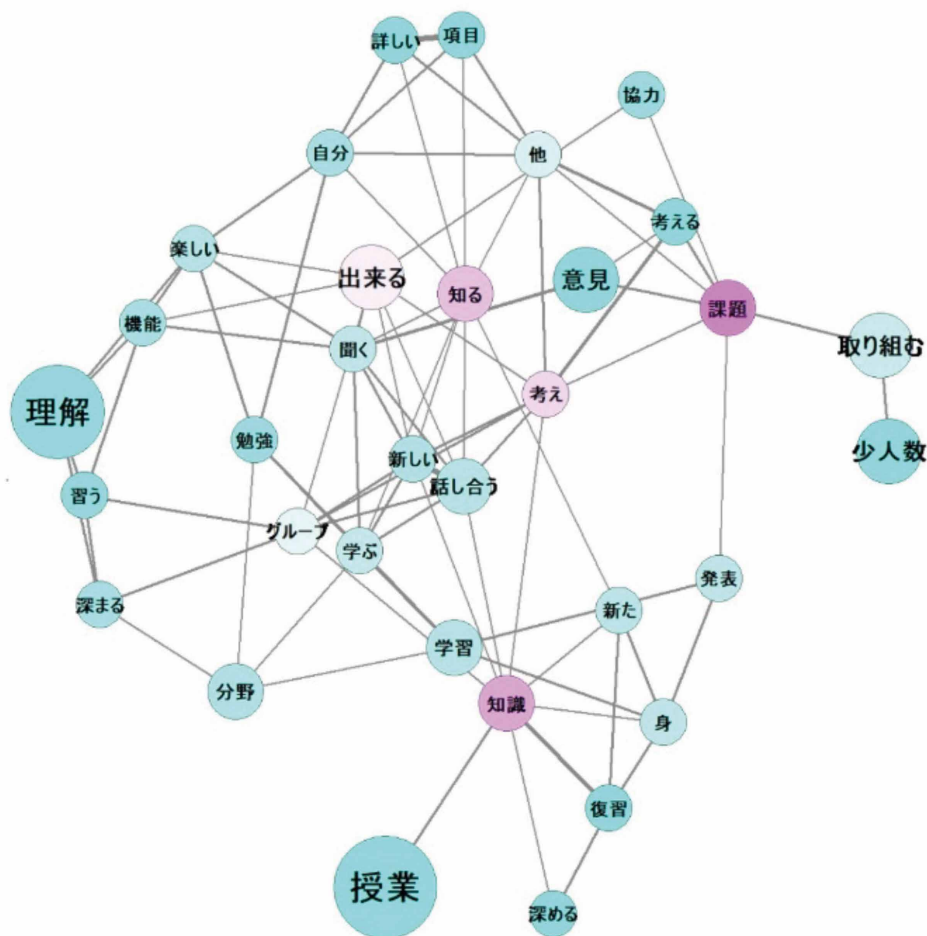 詳しい
項目
協力
自分
他
考える
楽しい
出来る
知る
意見
課題
機能
聞く
取り組む
理解
考え
勉強
新しい
少人数
習う
話し合う
グループ
学ぶ
深まる
新た
発表
学習
分野
知識
身
復習
授業
深める